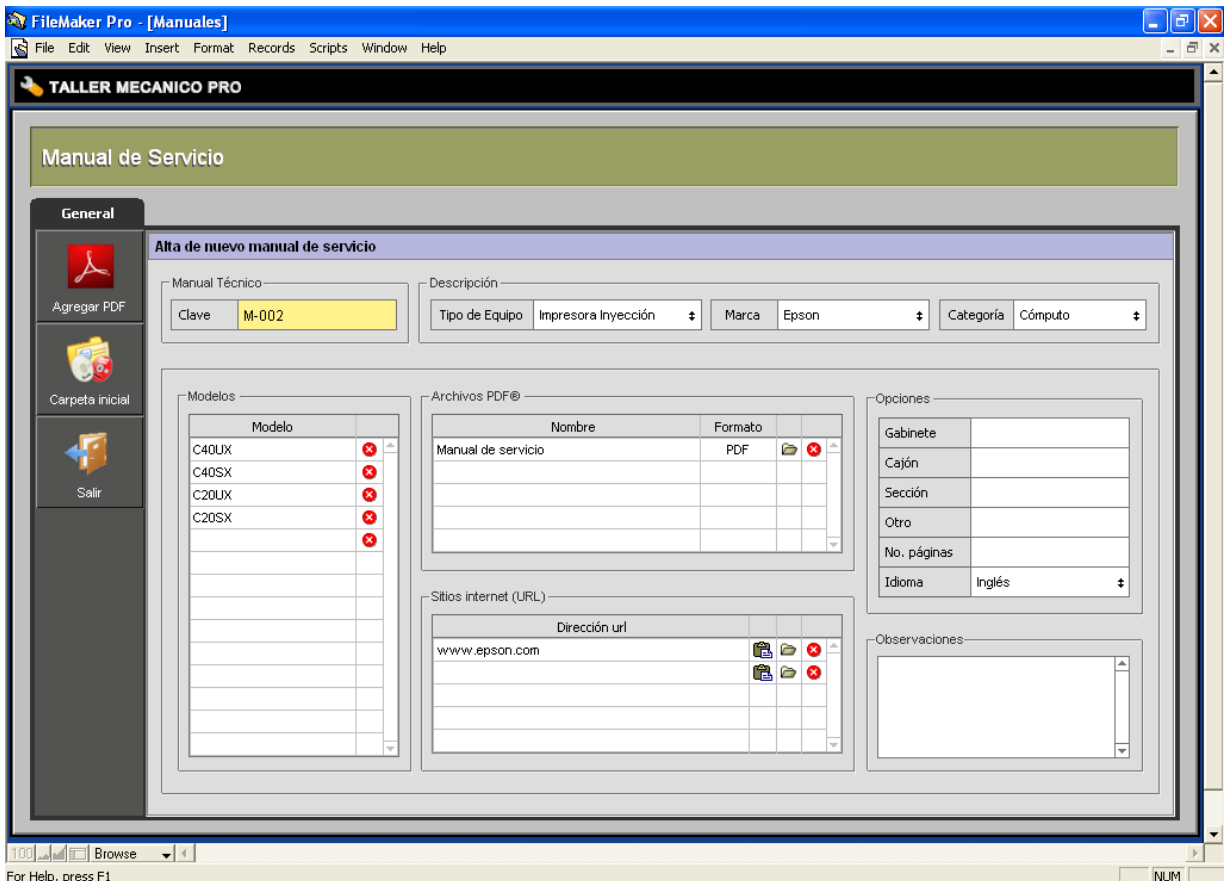 FileMaker Pro - [Manuales]
File Edit View Insert Format Records Scripts Window Help
TALLER MECANICO PRO
Manual de Servicio
General
Alta de nuevo manual de servicio
Agregar PDF
Carpeta inicial
Salir
Manual Técnico
Clave M-002
Descripción
Tipo de Equipo Impresora Inyección Marca Epson Categoría Cómputo
Modelos
Modelo
C40UX
C40SX
C20UX
C20SX
Archivos PDF®
Nombre Formato
Manual de servicio PDF
Sitios internet (URL)
Dirección url
www.epson.com
Opciones
Gabinete
Cajón
Sección
Otro
No. páginas
Idioma Inglés
Observaciones
100 Browse
For Help, press F1 NUM